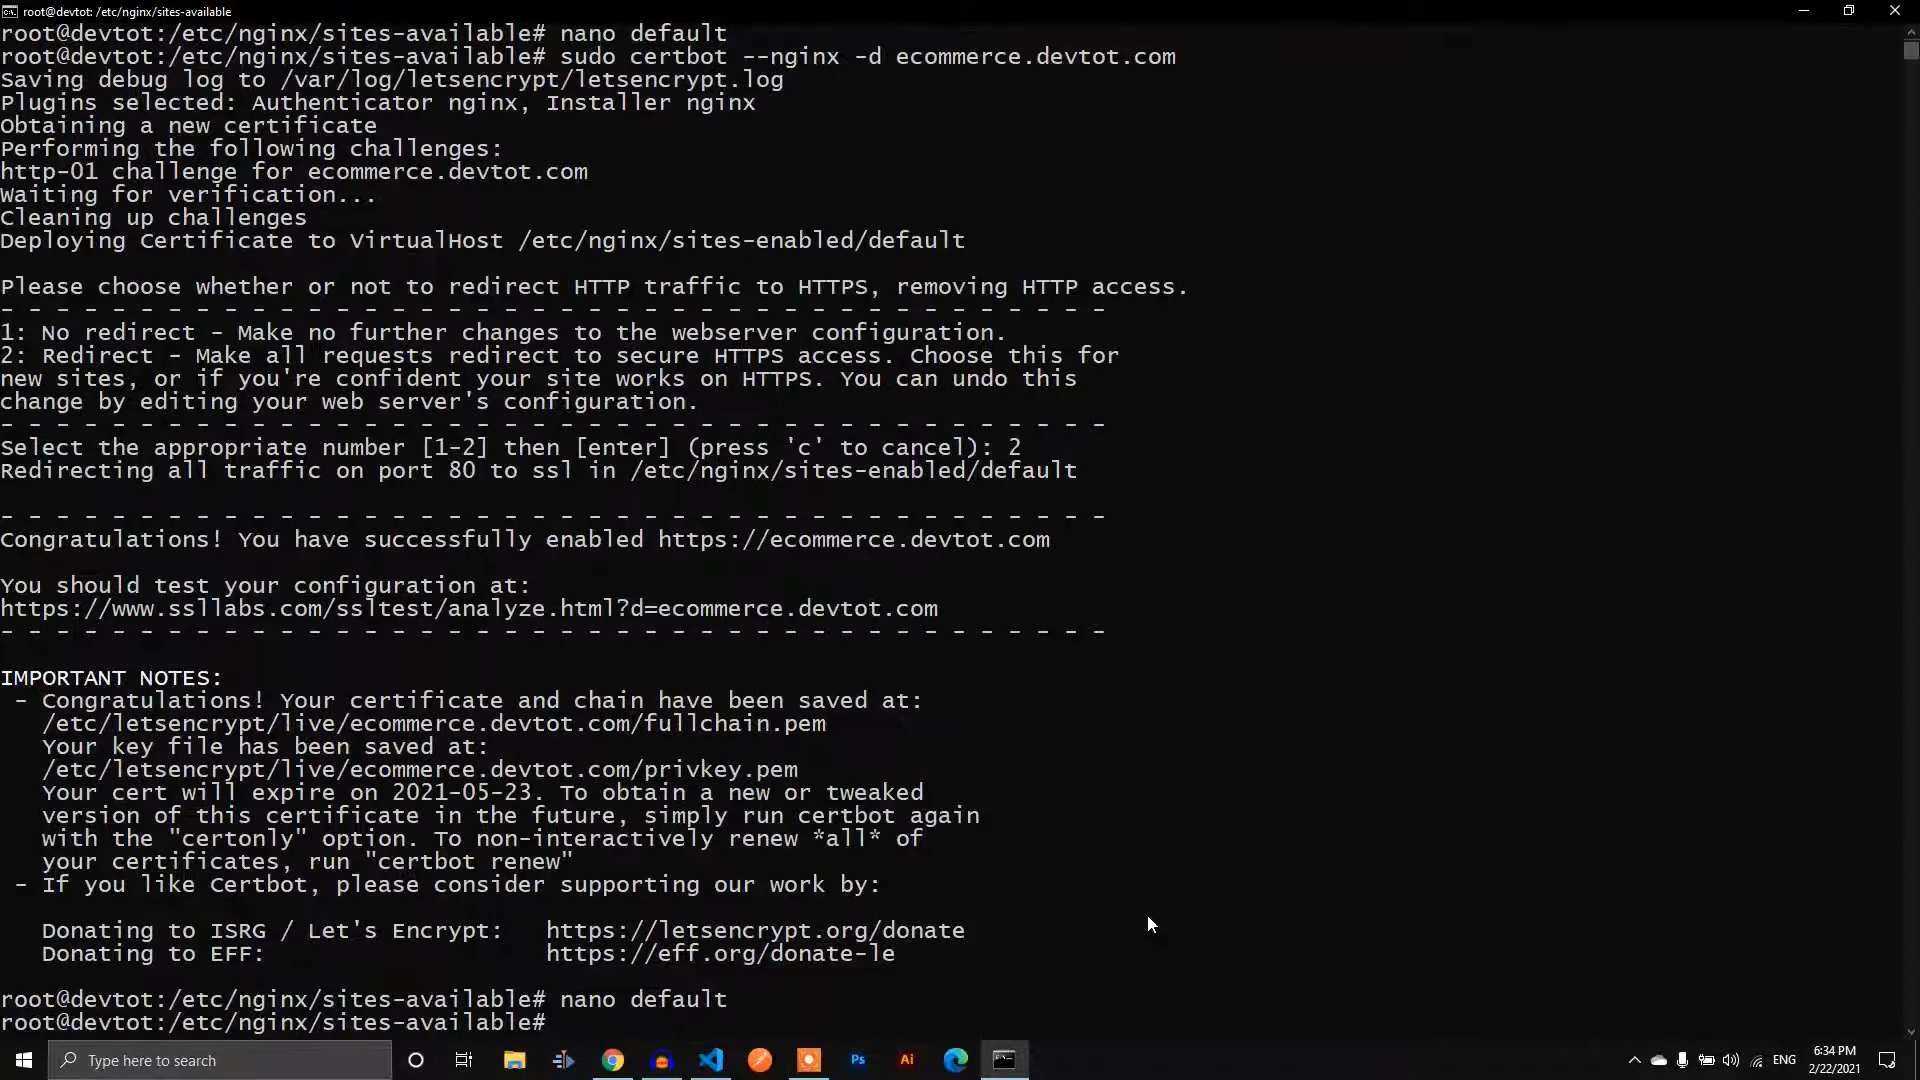 root@devtot: /etc/nginx/sites-available
root@devtot:/etc/nginx/sites-available# nano default
root@devtot:/etc/nginx/sites-available# sudo certbot --nginx -d ecommerce.devtot.com
Saving debug log to /var/log/letsencrypt/letsencrypt.log
Plugins selected: Authenticator nginx, Installer nginx
Obtaining a new certificate
Performing the following challenges:
http-01 challenge for ecommerce.devtot.com
Waiting for verification...
Cleaning up challenges
Deploying Certificate to VirtualHost /etc/nginx/sites-enabled/default
Please choose whether or not to redirect HTTP traffic to HTTPS, removing HTTP access.
- - - - - - - - - - - - - - - - - - - - - - - - - - - - - - - - - - - - - - - -
1: No redirect - Make no further changes to the webserver configuration.
2: Redirect - Make all requests redirect to secure HTTPS access. Choose this for
new sites, or if you're confident your site works on HTTPS. You can undo this
change by editing your web server's configuration.
- - - - - - - - - - - - - - - - - - - - - - - - - - - - - - - - - - - - - - - -
Select the appropriate number [1-2] then [enter] (press 'c' to cancel): 2
Redirecting all traffic on port 80 to ssl in /etc/nginx/sites-enabled/default
- - - - - - - - - - - - - - - - - - - - - - - - - - - - - - - - - - - - - - - -
Congratulations! You have successfully enabled https://ecommerce.devtot.com
You should test your configuration at:
https://www.ssllabs.com/ssltest/analyze.html?d=ecommerce.devtot.com
- - - - - - - - - - - - - - - - - - - - - - - - - - - - - - - - - - - - - - - -
IMPORTANT NOTES:
- Congratulations! Your certificate and chain have been saved at:
/etc/letsencrypt/live/ecommerce.devtot.com/fullchain.pem
Your key file has been saved at:
/etc/letsencrypt/live/ecommerce.devtot.com/privkey.pem
Your cert will expire on 2021-05-23. To obtain a new or tweaked
version of this certificate in the future, simply run certbot again
with the "certonly" option. To non-interactively renew *all* of
your certificates, run "certbot renew"
- If you like Certbot, please consider supporting our work by:
Donating to ISRG / Let's Encrypt: https://letsencrypt.org/donate
Donating to EFF: https://eff.org/donate-le
root@devtot:/etc/nginx/sites-available# nano default
root@devtot:/etc/nginx/sites-available#
Type here to search
Ps
Ai
ENG
6:34 PM
2/22/2021